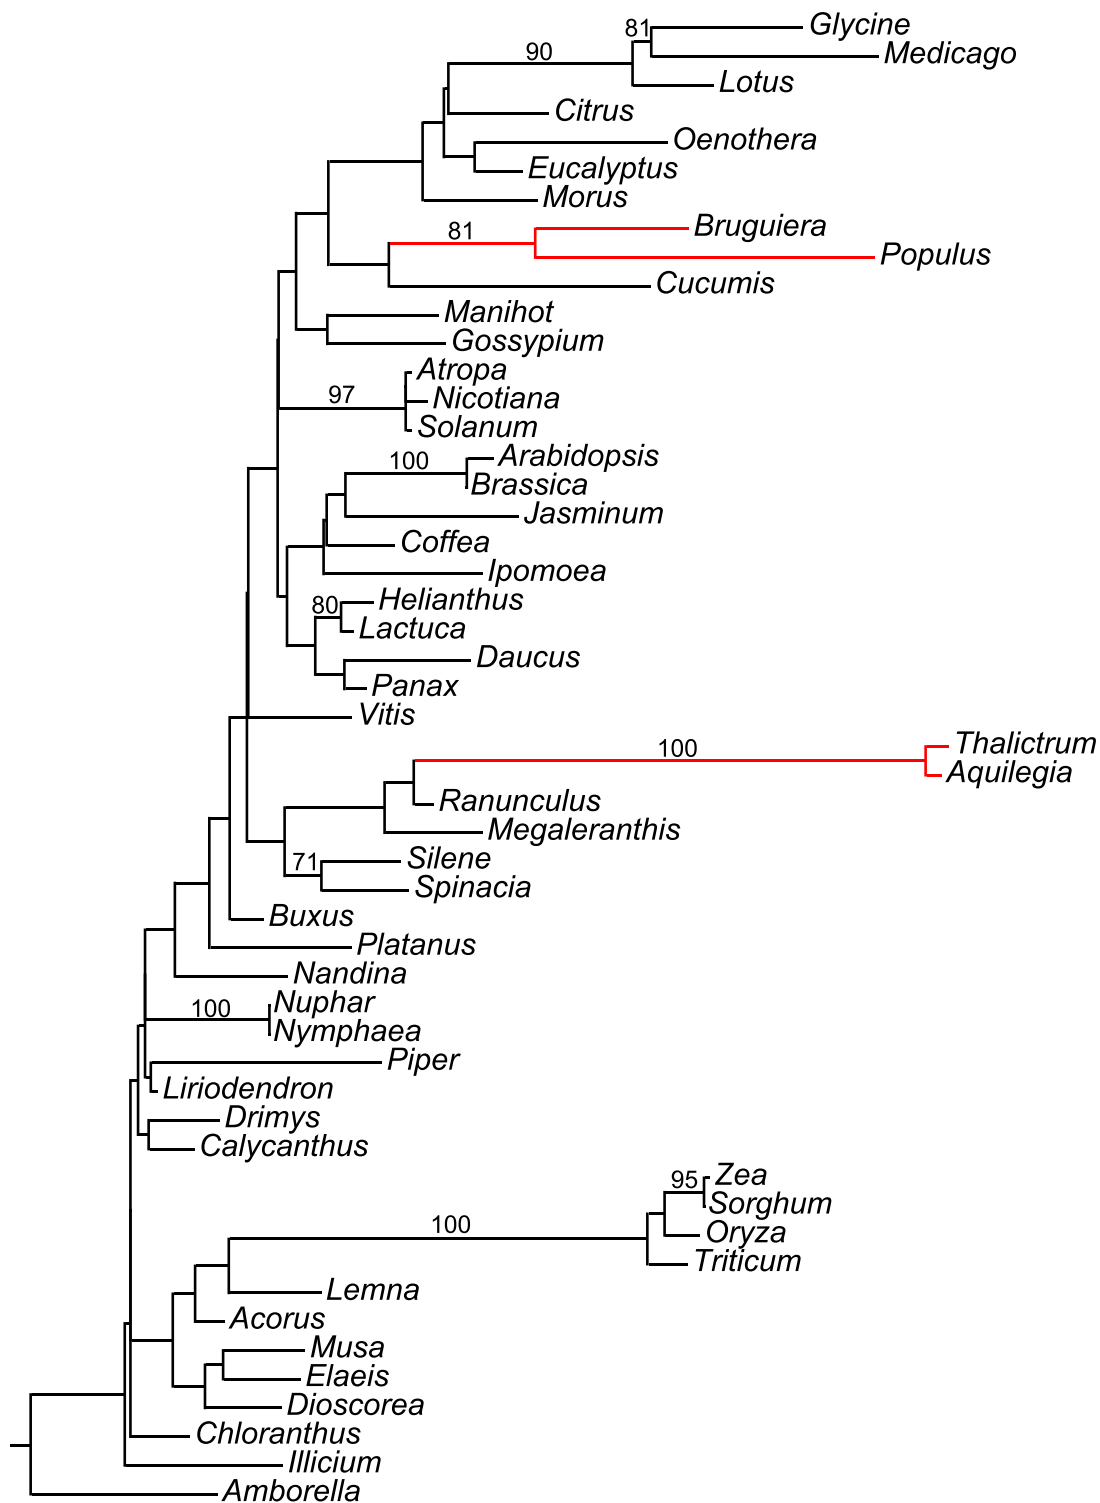 81 Glycine
90 Medicago
Lotus
Citrus
Oenothera
Eucalyptus
Morus
81 Bruguiera
Populus
Cucumis
Manihot
Gossypium
Atropa
97 Nicotiana
Solanum
100 Arabidopsis
Brassica
Jasminum
Coffea
Ipomoea
80 Helianthus
Lactuca
Daucus
Panax
Vitis
100 Thalictrum
Aquilegia
Ranunculus
Megaleranthis
71 Silene
Spinacia
Buxus
Platanus
Nandina
100 Nuphar
Nymphaea
Piper
Liriodendron
Drimys
Calycanthus
95 Zea
Sorghum
100 Oryza
Triticum
Lemna
Acorus
Musa
Elaeis
Dioscorea
Chloranthus
Illicium
Amborella